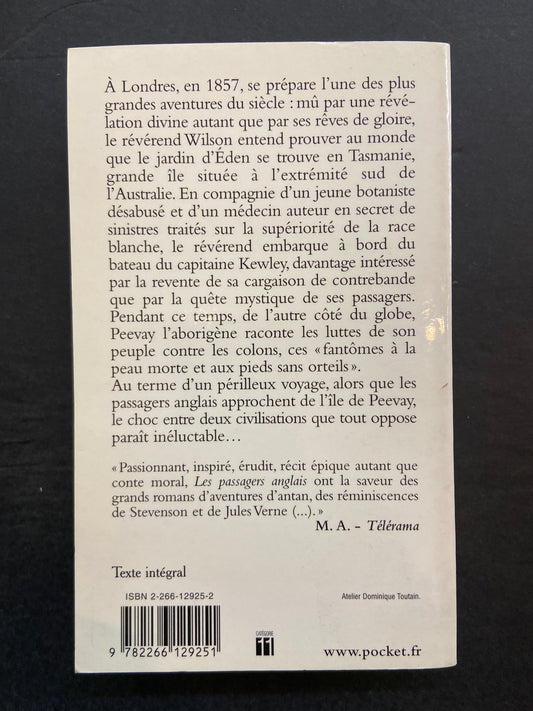 À Londres, en 1857, se prépare l'une des plus
grandes aventures du siècle : mû par une révé-
lation divine autant que par ses rêves de gloire,
le révérend Wilson entend prouver au monde
que le jardin d'Éden se trouve en Tasmanie,
grande île située à l'extrémité sud de
l'Australie. En compagnie d'un jeune botaniste
désabusé et d'un médecin auteur en secret de
sinistres traités sur la supériorité de la race
blanche, le révérend embarque à bord du
bateau du capitaine Kewley, davantage intéressé
par la revente de sa cargaison de contrebande
que par la quête mystique de ses passagers.
Pendant ce temps, de l'autre côté du globe,
Peevay l'aborigène raconte les luttes de son
peuple contre les colons, ces « fantômes à la
peau morte et aux pieds sans orteils ».
Au terme d'un périlleux voyage, alors que les
passagers anglais approchent de l'île de Peevay,
le choc entre deux civilisations que tout oppose
paraît inéluctable…
« Passionnant, inspiré, érudit, récit épique autant que
conte moral, Les passagers anglais ont la saveur des
grands romans d'aventures d'antan, des réminiscences
de Stevenson et de Jules Verne (...). »
M. A. – Télérama
Texte intégral
ISBN 2-266-12925-2
Atelier Dominique Toutain.
CATÉGORIE
9 782266 129251
www.pocket.fr